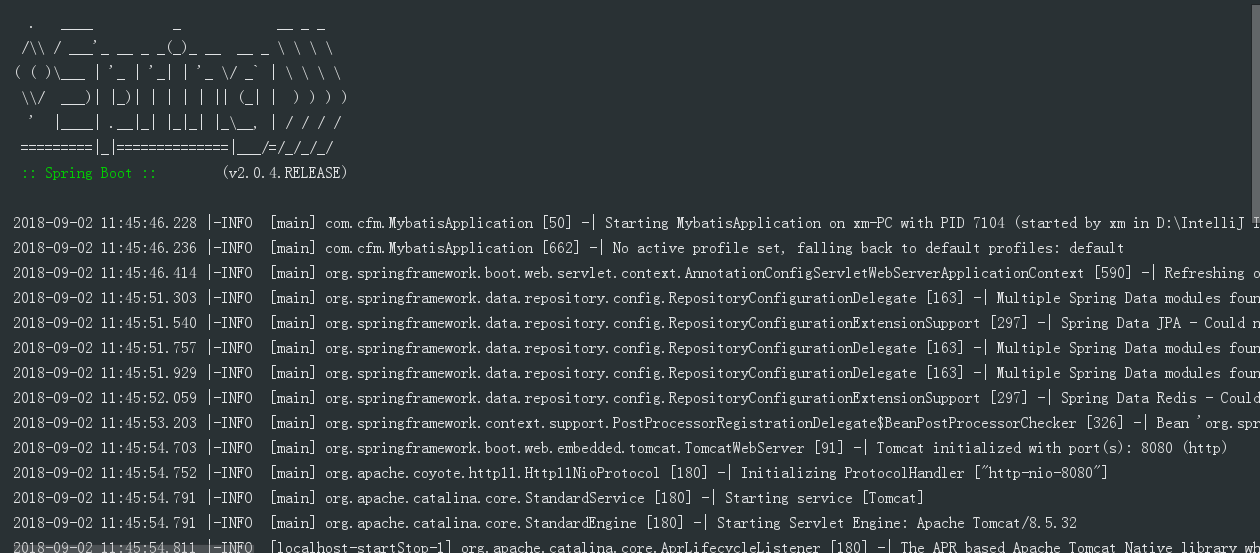 .   ____          _            __ _ _
 /\\ / ___'_ __ _ _(_)_ __  __ _ \ \ \ \
( ( )\___ | '_ | '_| | '_ \/ _` | \ \ \ \
 \\/  ___)| |_)| | | | | || (_| |  ) ) ) )
  '  |____| .__|_| |_|_| |_\__, | / / / /
 =========|_|==============|___/=/_/_/_/
 :: Spring Boot ::        (v2.0.4.RELEASE)
2018-09-02 11:45:46.228 |-INFO  [main] com.cfm.MybatisApplication [50] -| Starting MybatisApplication on xm-PC with PID 7104 (started by xm in D:\IntelliJ I
2018-09-02 11:45:46.236 |-INFO  [main] com.cfm.MybatisApplication [662] -| No active profile set, falling back to default profiles: default
2018-09-02 11:45:46.414 |-INFO  [main] org.springframework.boot.web.servlet.context.AnnotationConfigServletWebServerApplicationContext [590] -| Refreshing o
2018-09-02 11:45:51.303 |-INFO  [main] org.springframework.data.repository.config.RepositoryConfigurationDelegate [163] -| Multiple Spring Data modules foun
2018-09-02 11:45:51.540 |-INFO  [main] org.springframework.data.repository.config.RepositoryConfigurationExtensionSupport [297] -| Spring Data JPA - Could n
2018-09-02 11:45:51.757 |-INFO  [main] org.springframework.data.repository.config.RepositoryConfigurationDelegate [163] -| Multiple Spring Data modules foun
2018-09-02 11:45:51.929 |-INFO  [main] org.springframework.data.repository.config.RepositoryConfigurationDelegate [163] -| Multiple Spring Data modules foun
2018-09-02 11:45:52.059 |-INFO  [main] org.springframework.data.repository.config.RepositoryConfigurationExtensionSupport [297] -| Spring Data Redis - Could
2018-09-02 11:45:53.203 |-INFO  [main] org.springframework.context.support.PostProcessorRegistrationDelegate$BeanPostProcessorChecker [326] -| Bean 'org.spr
2018-09-02 11:45:54.703 |-INFO  [main] org.springframework.boot.web.embedded.tomcat.TomcatWebServer [91] -| Tomcat initialized with port(s): 8080 (http)
2018-09-02 11:45:54.752 |-INFO  [main] org.apache.coyote.http11.Http11NioProtocol [180] -| Initializing ProtocolHandler ["http-nio-8080"]
2018-09-02 11:45:54.791 |-INFO  [main] org.apache.catalina.core.StandardService [180] -| Starting service [Tomcat]
2018-09-02 11:45:54.791 |-INFO  [main] org.apache.catalina.core.StandardEngine [180] -| Starting Servlet Engine: Apache Tomcat/8.5.32
2018-09-02 11:45:54.811 |-INFO  [localhost-startStop-1] org.apache.catalina.core.AprLifecycleListener [180] -| The APR based Apache Tomcat Native library wh